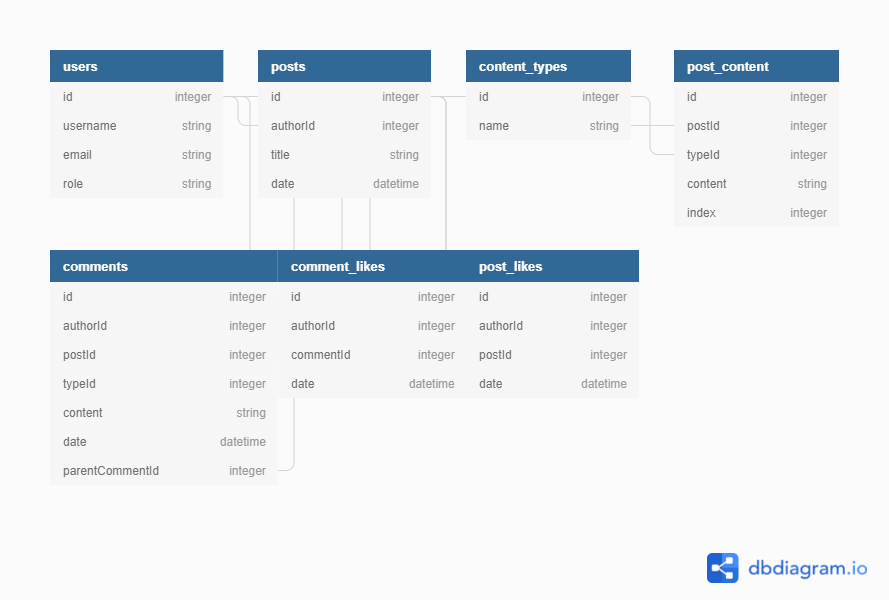 users
id integer
username string
email string
role string
posts
id integer
authorId integer
title string
date datetime
content_types
id integer
name string
post_content
id integer
postId integer
typeId integer
content string
index integer
comments
id integer
authorId integer
postId integer
typeId integer
content string
date datetime
parentCommentId integer
comment_likes
id integer
authorId integer
commentId integer
date datetime
post_likes
id integer
authorId integer
postId integer
date datetime
dbdiagram.io